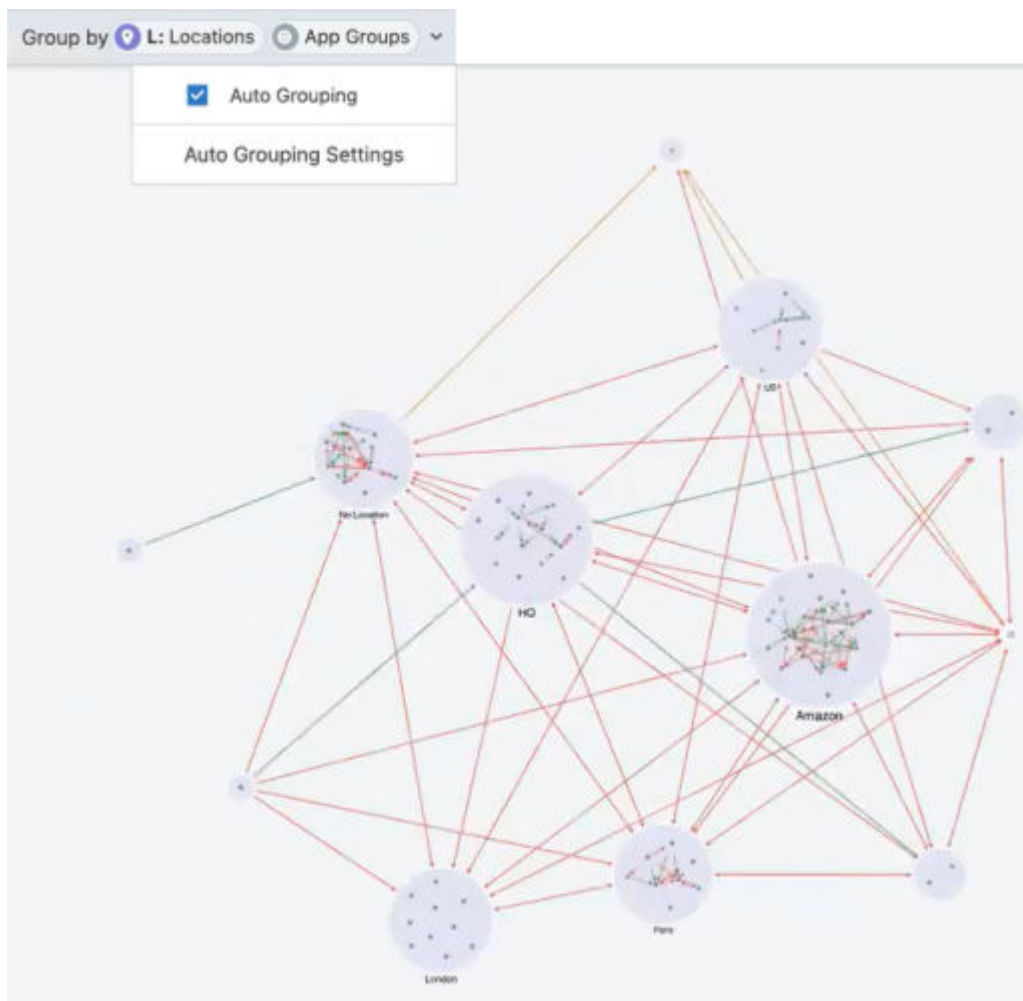 Group by L: Locations App Groups
Auto Grouping
Auto Grouping Settings
US
No Location
HQ
Amazon
Paris
London